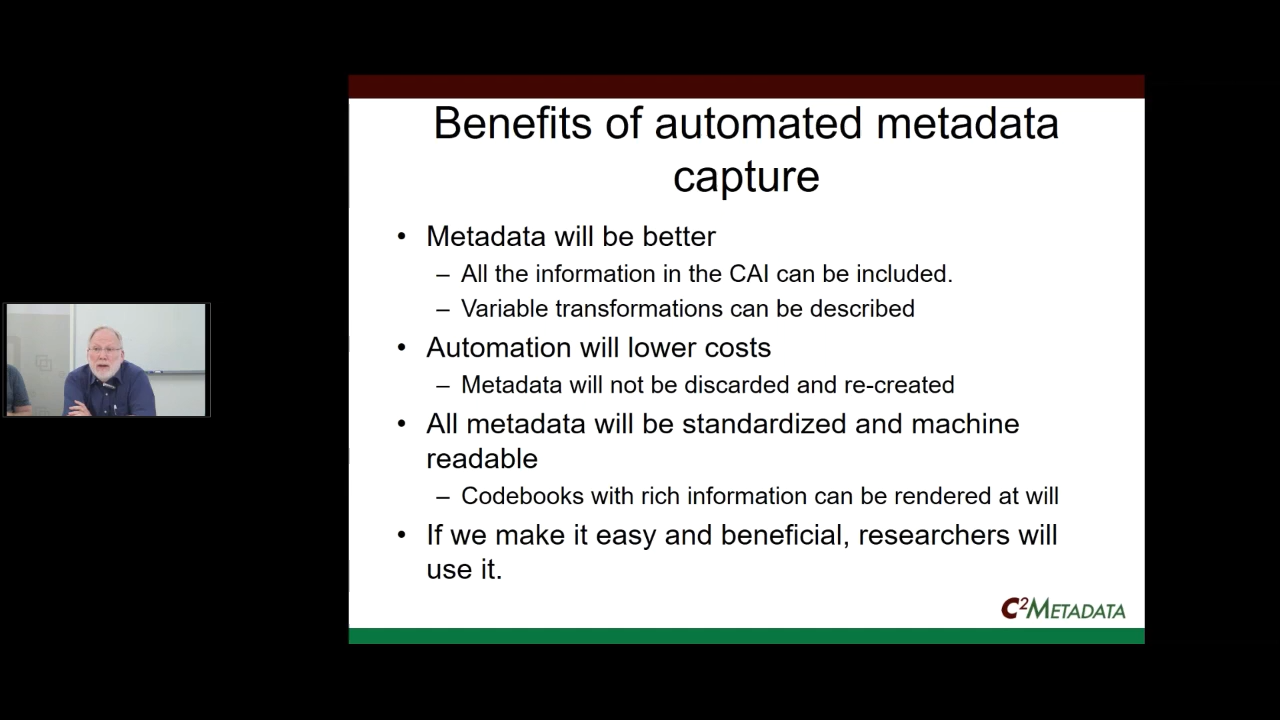 Benefits of automated metadata
capture
• Metadata will be better
– All the information in the CAI can be included.
– Variable transformations can be described
• Automation will lower costs
– Metadata will not be discarded and re-created
• All metadata will be standardized and machine
readable
– Codebooks with rich information can be rendered at will
• If we make it easy and beneficial, researchers will
use it.
C²METADATA